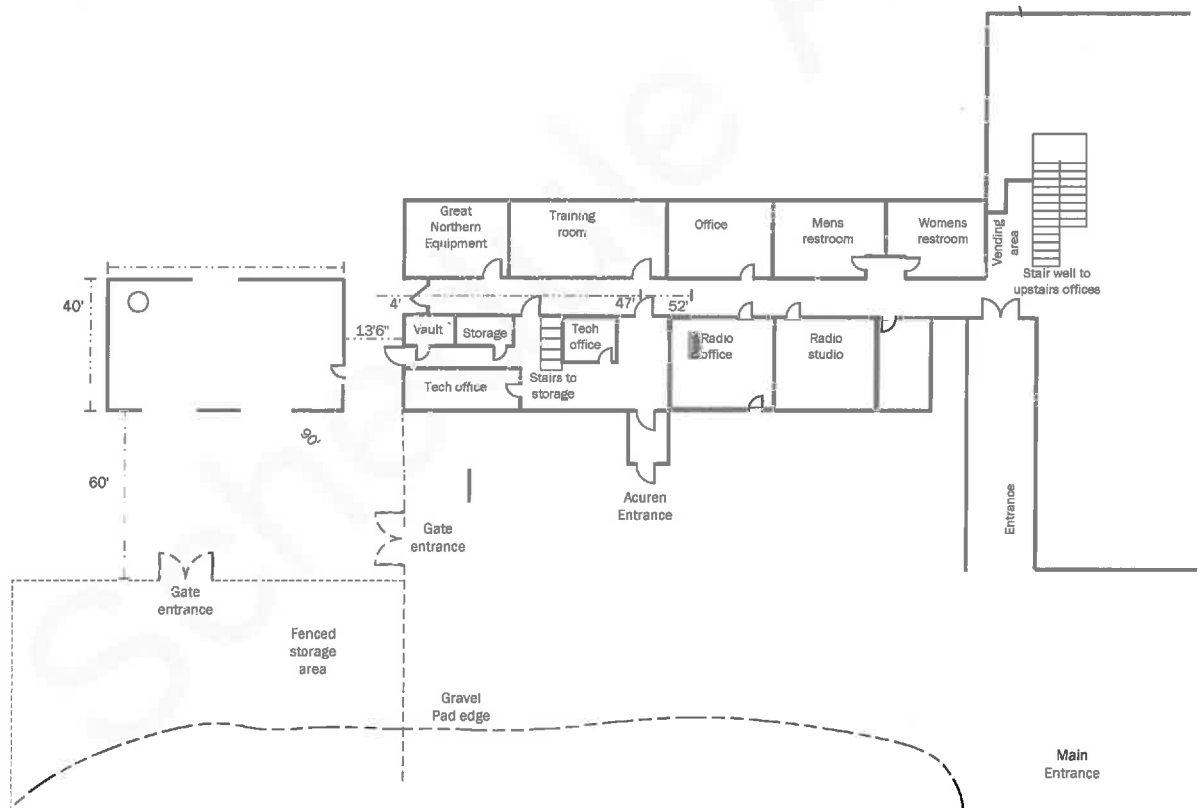 Great
Northern
Equipment
Training
room
Office
Mens
restroom
Womens
restroom
Vending
area
Stair well to
upstairs offices
40'
4'
47'
52'
13'6"
Vault
Storage
Tech
office
Radio
office
Radio
studio
Tech office
Stairs to
storage
90'
60'
Acuren
Entrance
Entrance
Gate
entrance
Gate
entrance
Fenced
storage
area
Gravel
Pad edge
Main
Entrance